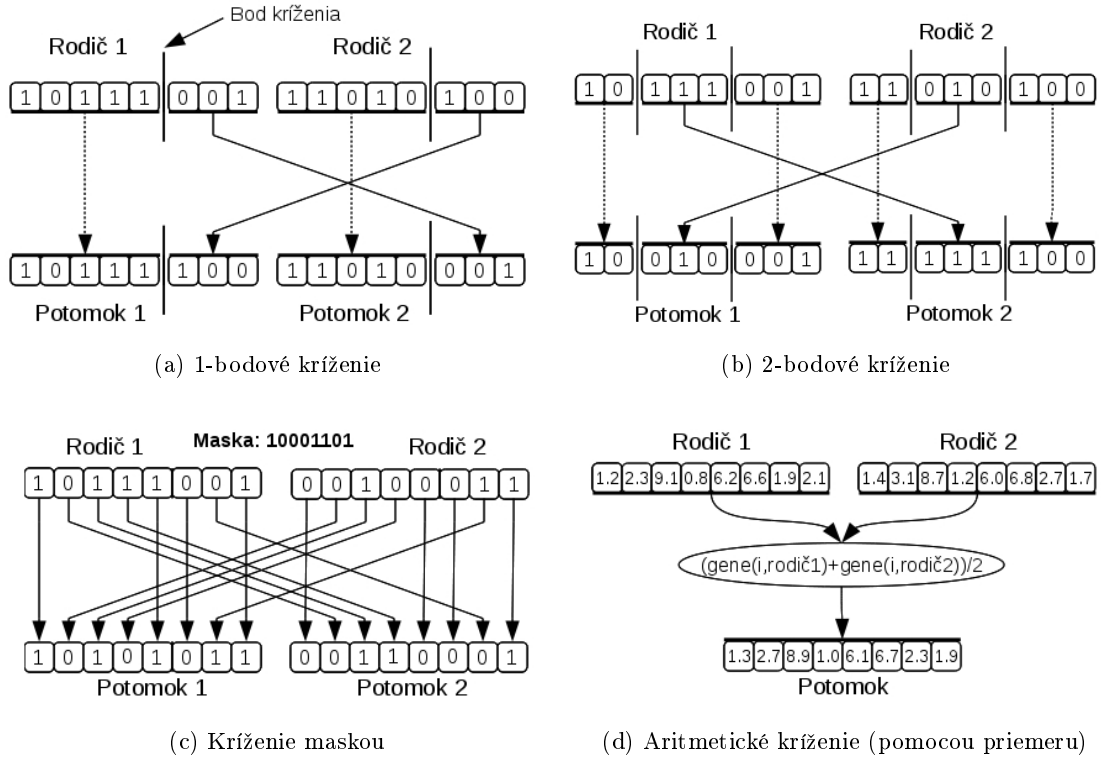 Bod kríženia
Rodič 1 Rodič 2
1 0 1 1 1 0 0 1 1 1 0 1 0 1 0 0
1 0 1 1 1 1 0 0 1 1 0 1 0 0 0 1
Potomok 1 Potomok 2
(a) 1-bodové kríženie
Rodič 1 Rodič 2
1 0 1 1 1 0 0 1 1 1 0 1 0 1 0 0
1 0 0 1 0 0 0 1 1 1 1 1 1 1 0 0
Potomok 1 Potomok 2
(b) 2-bodové kríženie
Rodič 1 Maska: 10001101 Rodič 2
1 0 1 1 1 0 0 1 0 0 1 0 0 0 1 1
1 0 1 0 1 0 1 1 0 0 1 1 0 0 0 1
Potomok 1 Potomok 2
(c) Kríženie maskou
Rodič 1 Rodič 2
1.2 2.3 9.1 0.8 6.2 6.6 1.9 2.1 1.4 3.1 8.7 1.2 6.0 6.8 2.7 1.7
(gene(i,rodič1)+gene(i,rodič2))/2
1.3 2.7 8.9 1.0 6.1 6.7 2.3 1.9
Potomok
(d) Aritmetické kríženie (pomocou priemeru)